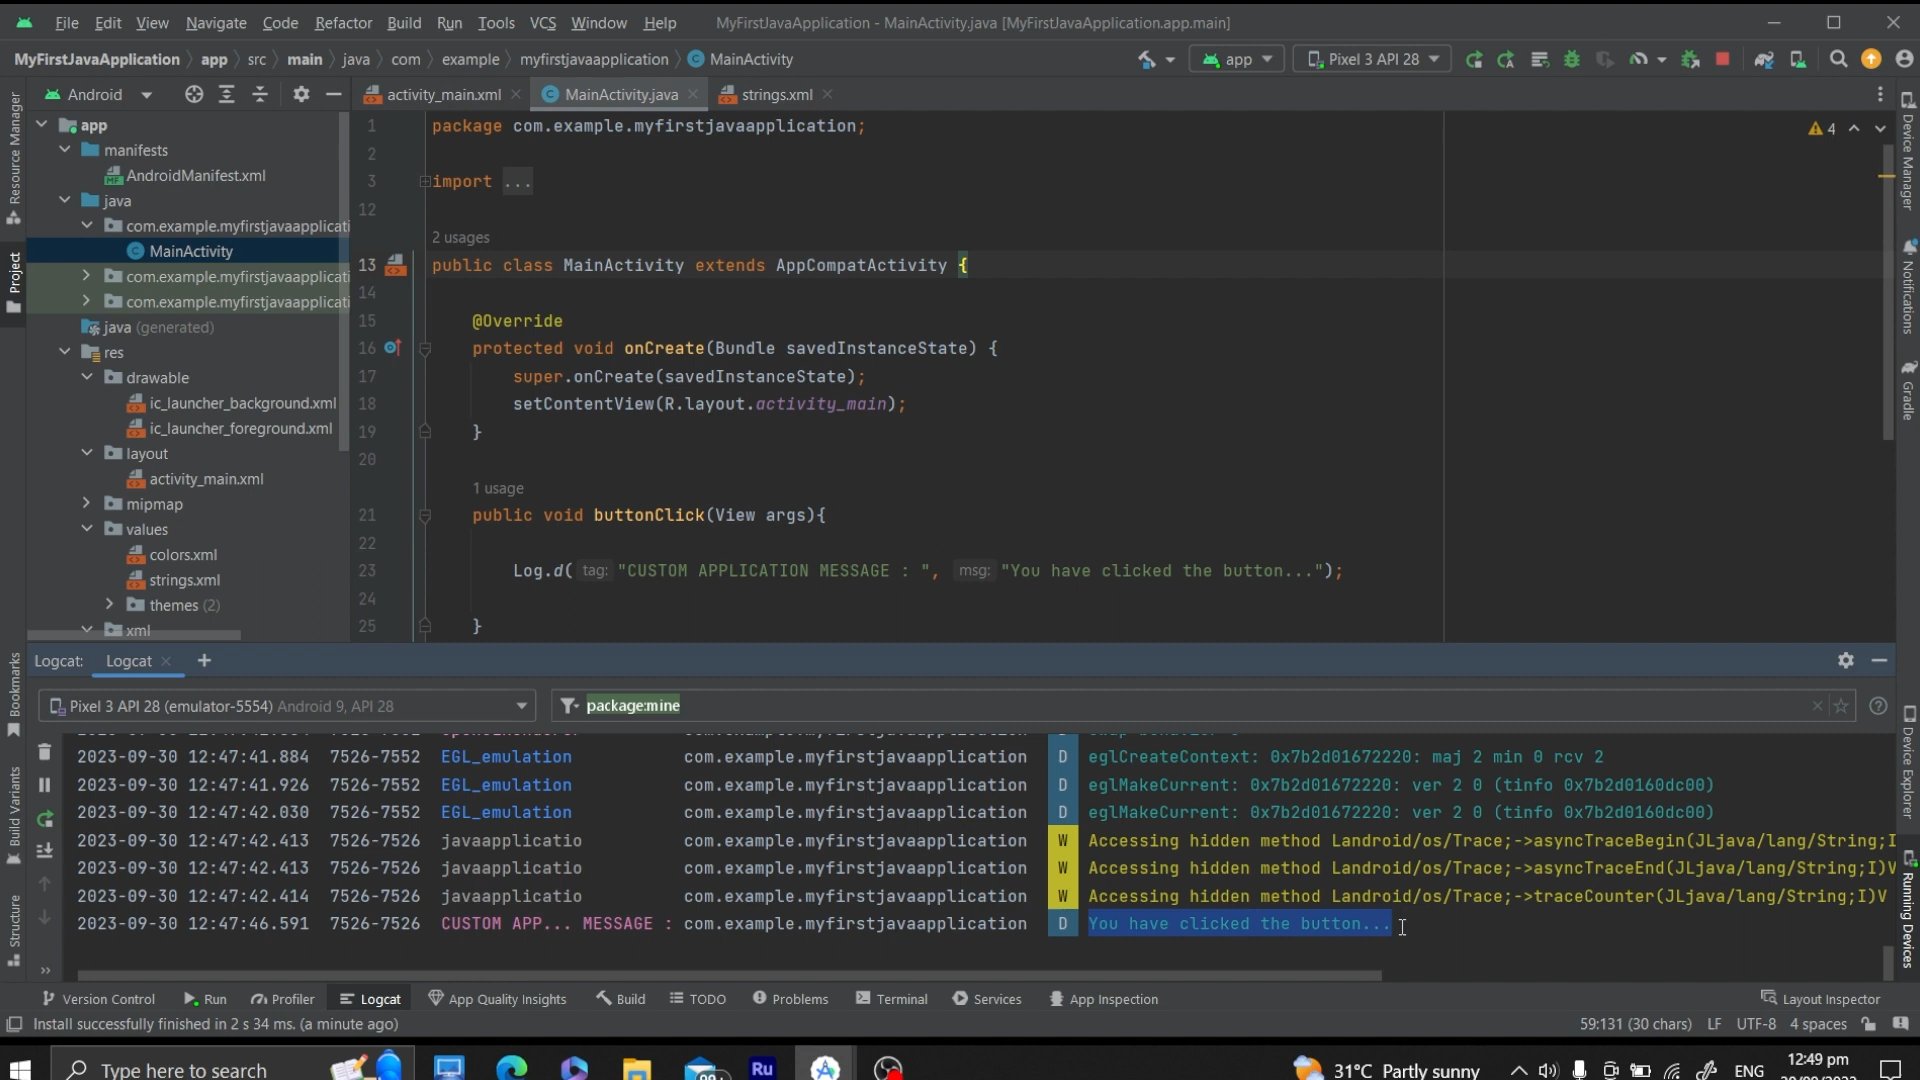 File Edit View Navigate Code Refactor Build Run Tools VCS Window Help MyFirstJavaApplication - MainActivity.java [MyFirstJavaApplication.app.main]
MyFirstJavaApplication app src main java com example myfirstjavaapplication MainActivity app Pixel 3 API 28
Android activity_main.xml MainActivity.java strings.xml
Resource Manager
Project
Bookmarks
Build Variants
Structure
app
manifests
AndroidManifest.xml
java
com.example.myfirstjavaapplicati
MainActivity
com.example.myfirstjavaapplicati
com.example.myfirstjavaapplicati
java (generated)
res
drawable
ic_launcher_background.xml
ic_launcher_foreground.xml
layout
activity_main.xml
mipmap
values
colors.xml
strings.xml
themes (2)
xml
1 package com.example.myfirstjavaapplication;
2
3 import ...
12
2 usages
13 public class MainActivity extends AppCompatActivity {
14
15 @Override
16 protected void onCreate(Bundle savedInstanceState) {
17 super.onCreate(savedInstanceState);
18 setContentView(R.layout.activity_main);
19 }
20
1 usage
21 public void buttonClick(View args){
22
23 Log.d( tag: "CUSTOM APPLICATION MESSAGE : ", msg: "You have clicked the button...");
24
25 }
4
Device Manager
Notifications
Gradle
Device Explorer
Running Devices
Logcat: Logcat
Pixel 3 API 28 (emulator-5554) Android 9, API 28 package:mine
2023-09-30 12:47:41.884 7526-7552 EGL_emulation com.example.myfirstjavaapplication D eglCreateContext: 0x7b2d01672220: maj 2 min 0 rcv 2
2023-09-30 12:47:41.926 7526-7552 EGL_emulation com.example.myfirstjavaapplication D eglMakeCurrent: 0x7b2d01672220: ver 2 0 (tinfo 0x7b2d0160dc00)
2023-09-30 12:47:42.030 7526-7552 EGL_emulation com.example.myfirstjavaapplication D eglMakeCurrent: 0x7b2d01672220: ver 2 0 (tinfo 0x7b2d0160dc00)
2023-09-30 12:47:42.413 7526-7526 javaapplicatio com.example.myfirstjavaapplication W Accessing hidden method Landroid/os/Trace;->asyncTraceBegin(JLjava/lang/String;I
2023-09-30 12:47:42.413 7526-7526 javaapplicatio com.example.myfirstjavaapplication W Accessing hidden method Landroid/os/Trace;->asyncTraceEnd(JLjava/lang/String;I)V
2023-09-30 12:47:42.414 7526-7526 javaapplicatio com.example.myfirstjavaapplication W Accessing hidden method Landroid/os/Trace;->traceCounter(JLjava/lang/String;I)V
2023-09-30 12:47:46.591 7526-7526 CUSTOM APP... MESSAGE : com.example.myfirstjavaapplication D You have clicked the button...
Version Control Run Profiler Logcat App Quality Insights Build TODO Problems Terminal Services App Inspection Layout Inspector
Install successfully finished in 2 s 34 ms. (a minute ago) 59:131 (30 chars) LF UTF-8 4 spaces
Type here to search Ru 31°C Partly sunny ENG 12:49 pm